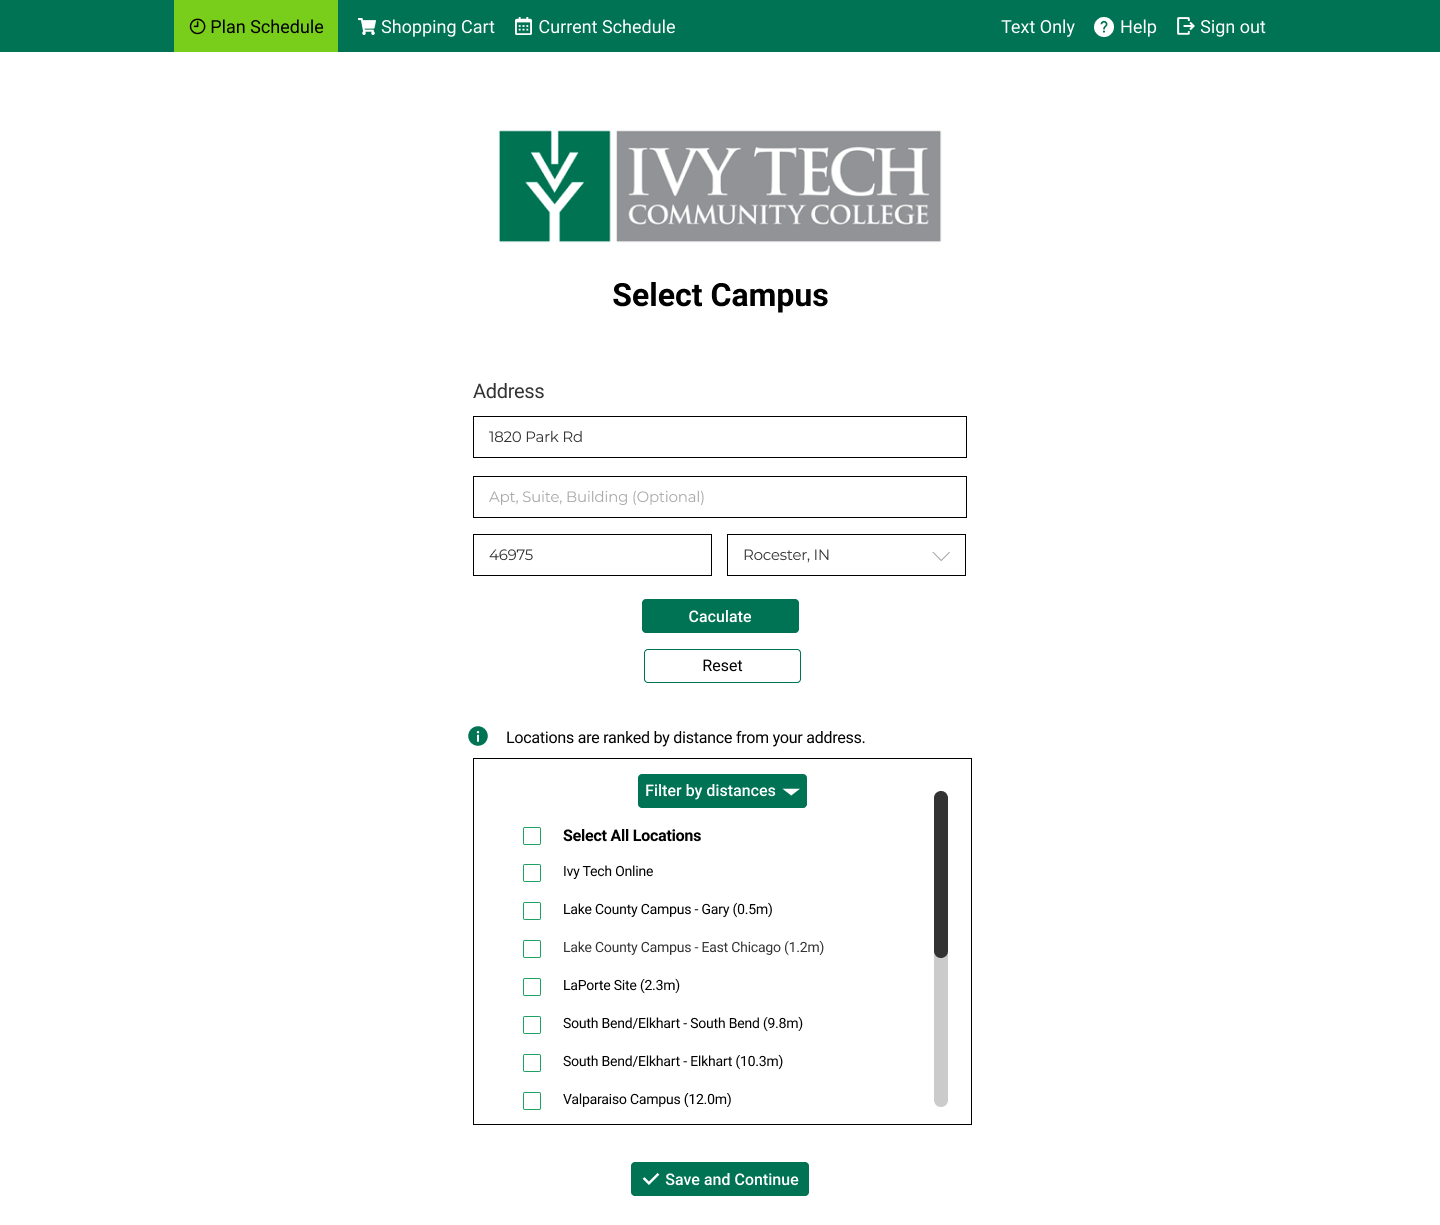 Plan Schedule Shopping Cart Current Schedule Text Only Help Sign out
IVY TECH
COMMUNITY COLLEGE
Select Campus
Address
1820 Park Rd
Apt, Suite, Building (Optional)
46975 Rocester, IN
Caculate
Reset
Locations are ranked by distance from your address.
Filter by distances
Select All Locations
Ivy Tech Online
Lake County Campus - Gary (0.5m)
Lake County Campus - East Chicago (1.2m)
LaPorte Site (2.3m)
South Bend/Elkhart - South Bend (9.8m)
South Bend/Elkhart - Elkhart (10.3m)
Valparaiso Campus (12.0m)
Save and Continue